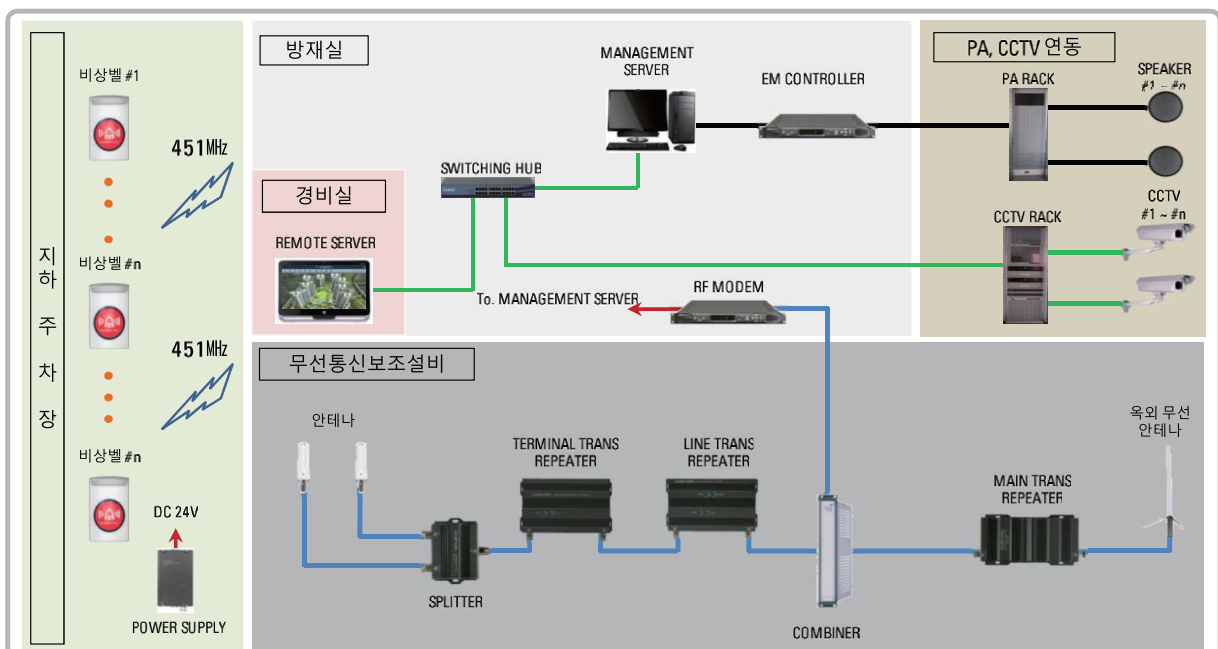 지하 주차장
비상벨 #1
451MHz
비상벨 #n
451MHz
비상벨 #n
DC 24V
POWER SUPPLY
방재실
MANAGEMENT
SERVER
EM CONTROLLER
SWITCHING HUB
경비실
REMOTE SERVER
To. MANAGEMENT SERVER
RF MODEM
PA, CCTV 연동
PA RACK
SPEAKER
#1 ~ #n
CCTV RACK
CCTV
#1 ~ #n
무선통신보조설비
안테나
TERMINAL TRANS
REPEATER
LINE TRANS
REPEATER
SPLITTER
COMBINER
MAIN TRANS
REPEATER
옥외 무선
안테나